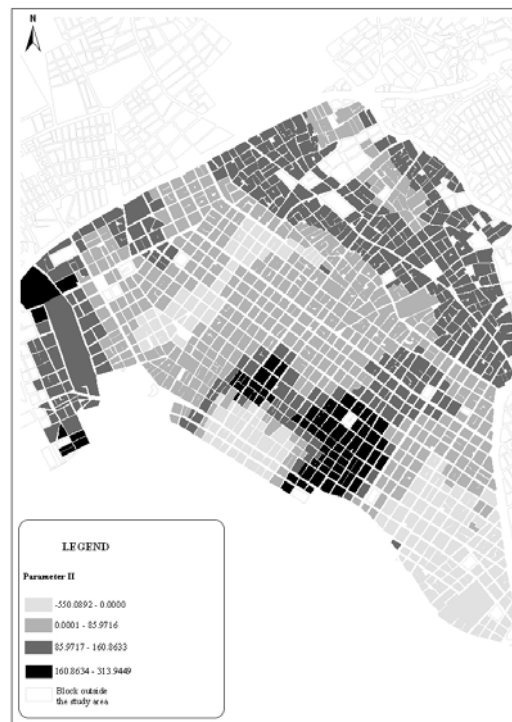 N
LEGEND
Parameter II
-550.0892 - 0.0000
0.0001 - 85.9716
85.9717 - 160.8633
160.8634 - 313.9449
Block outside
the study area